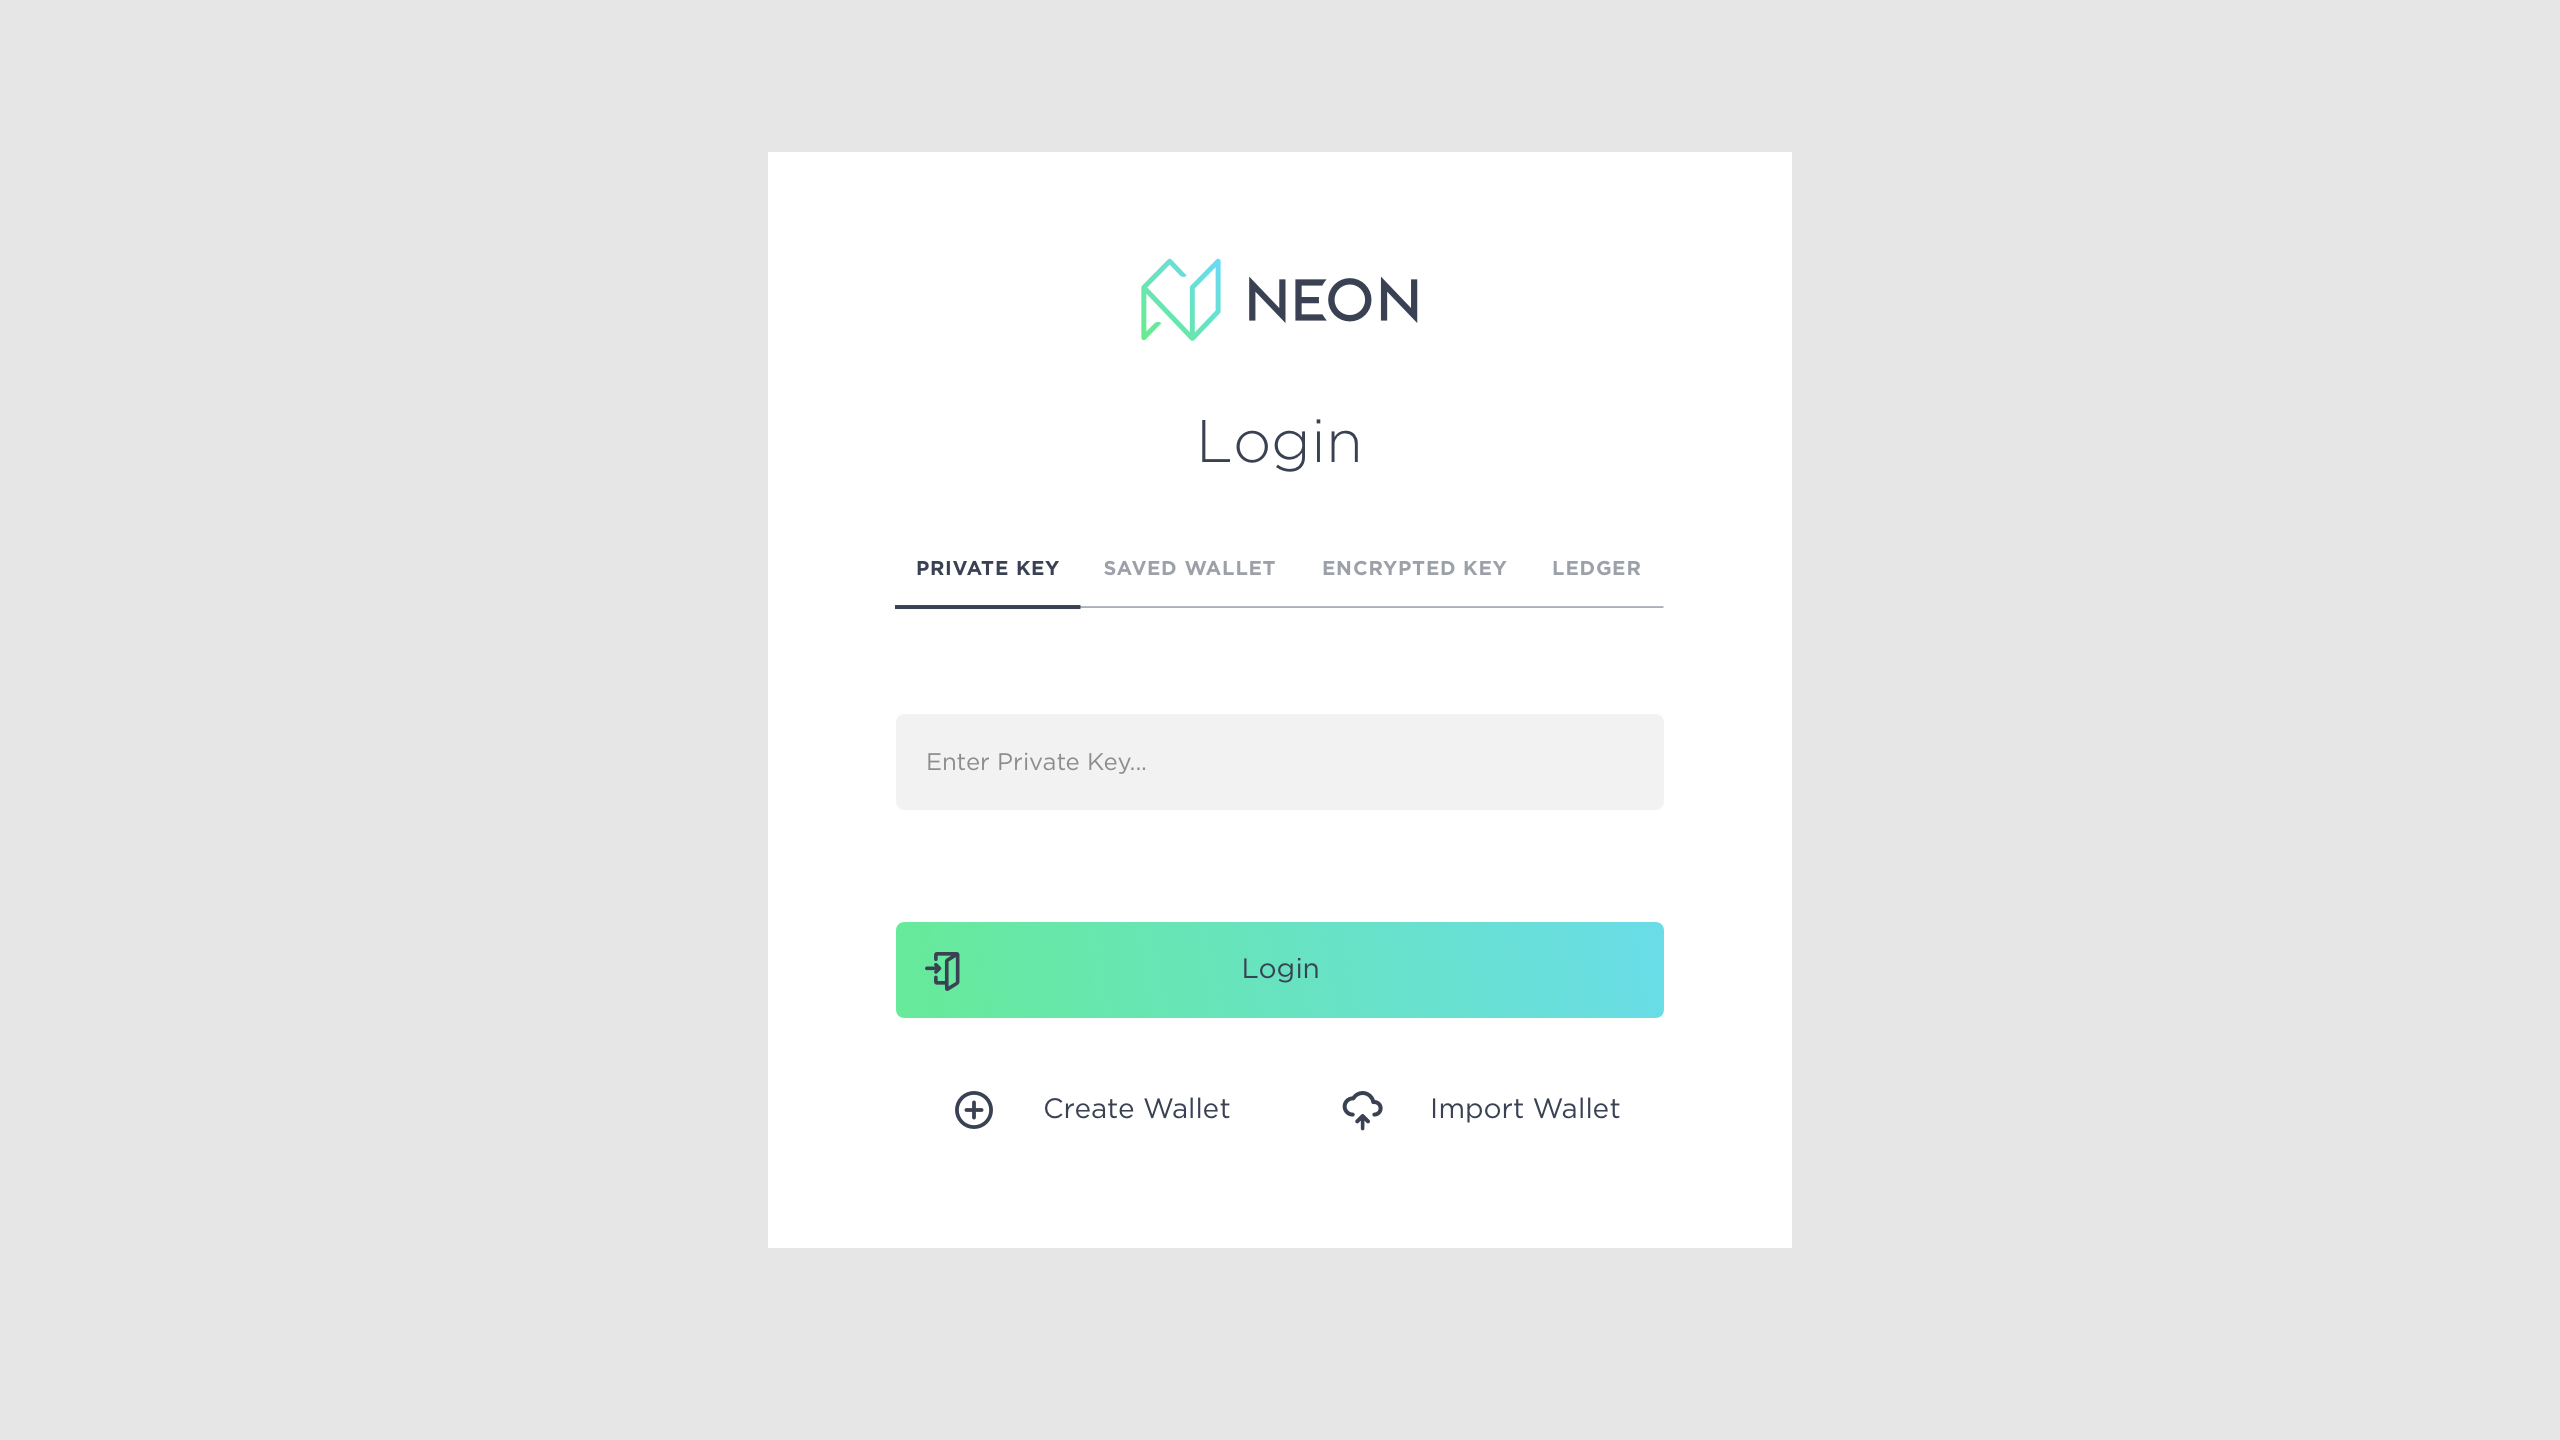 NEON
Login
PRIVATE KEY SAVED WALLET ENCRYPTED KEY LEDGER
Enter Private Key...
Login
Create Wallet Import Wallet